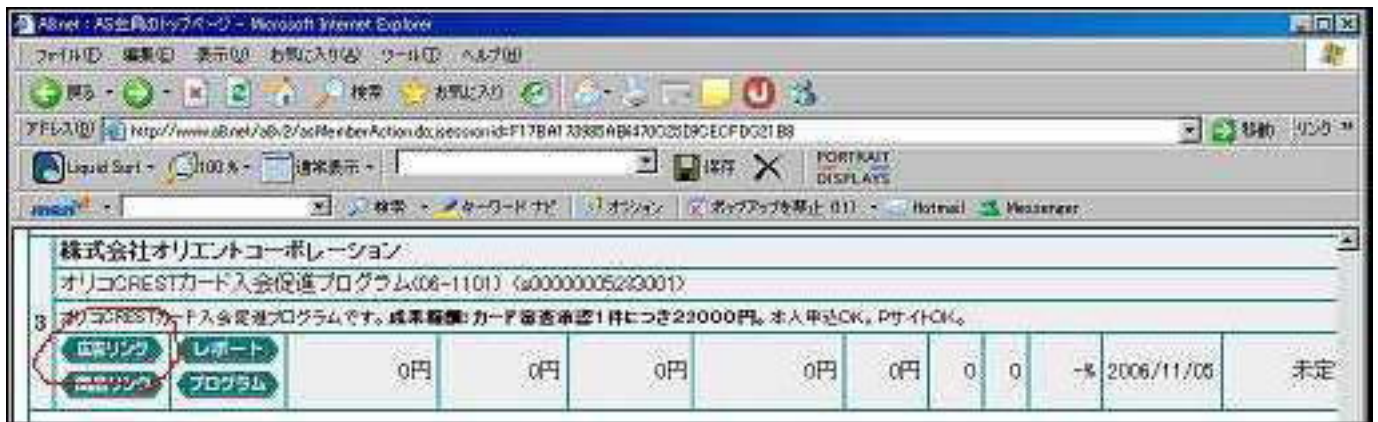 A8.net : AS会員のトップページ - Microsoft Internet Explorer
ファイル(F) 編集(E) 表示(V) お気に入り(A) ツール(T) ヘルプ(H)
戻る 検索 お気に入り
アドレス(D) 移動 リンク »
Liquid Surf 100 % 通常表示 保存 PORTRAIT DISPLAYS
msn 検索 キーワード ナビ オプション ポップアップを禁止 (11) Hotmail Messenger
株式会社オリエントコーポレーション
オリコCRESTカード入会促進プログラム(06-1101)
3 オリコCRESTカード入会促進プログラムです。成果報酬:カード審査承認1件につき22000円。本人申込OK。PサイトOK。
広告リンク レポート
商品リンク プログラム
0円 0円 0円 0円 0円 0 0 -% 2006/11/05 未定